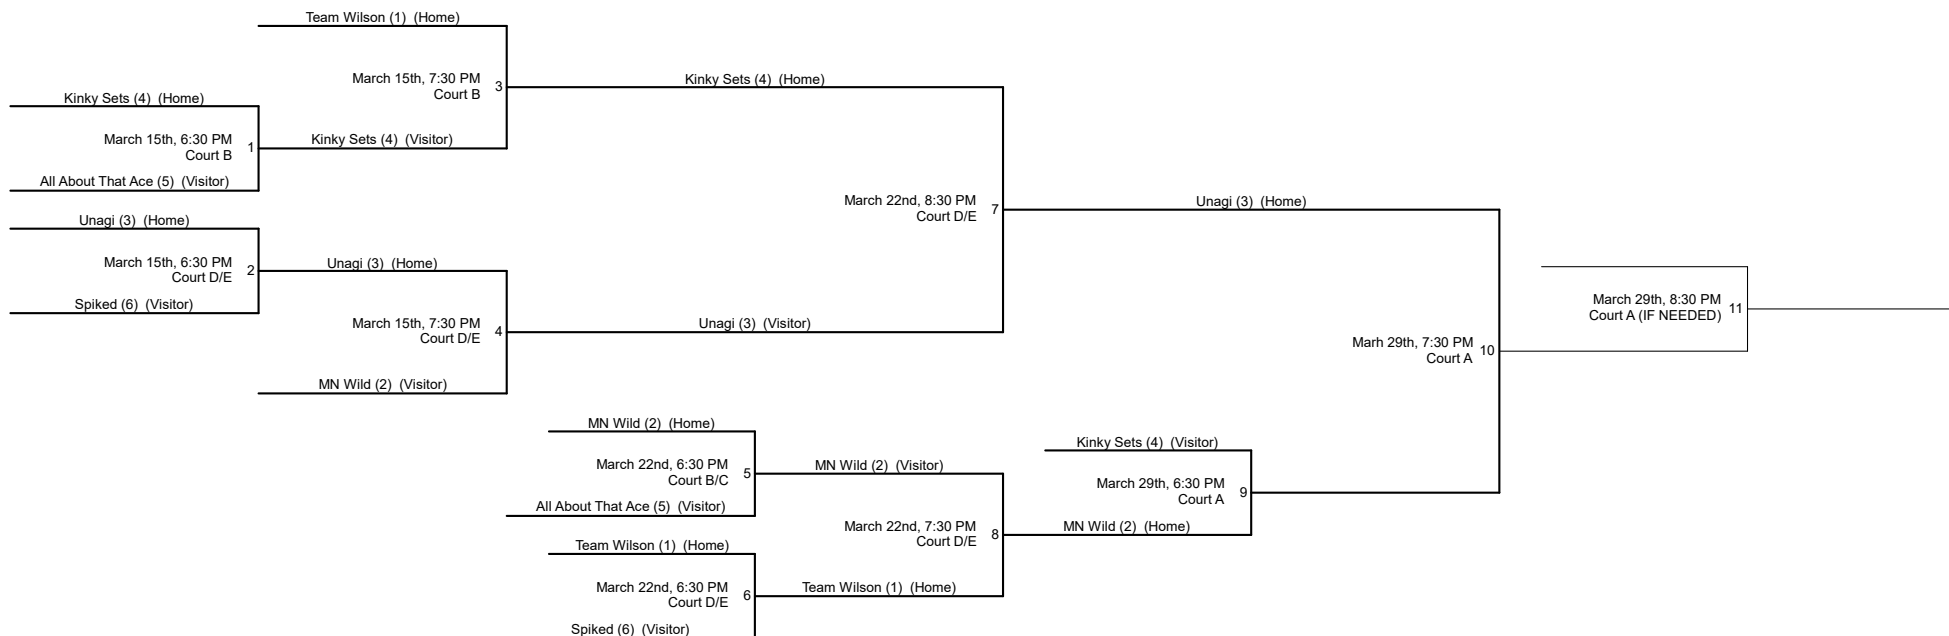 Team Wilson (1) (Home)
March 15th, 7:30 PM
Court B
3
Kinky Sets (4) (Home)
Kinky Sets (4) (Home)
March 15th, 6:30 PM
Court B
1
Kinky Sets (4) (Visitor)
All About That Ace (5) (Visitor)
March 22nd, 8:30 PM
Court D/E
7
Unagi (3) (Home)
Unagi (3) (Home)
March 15th, 6:30 PM
Court D/E
2
Unagi (3) (Home)
Spiked (6) (Visitor)
March 15th, 7:30 PM
Court D/E
4
Unagi (3) (Visitor)
MN Wild (2) (Visitor)
March 29th, 8:30 PM
Court A (IF NEEDED)
11
Marh 29th, 7:30 PM
Court A
10
MN Wild (2) (Home)
March 22nd, 6:30 PM
Court B/C
5
MN Wild (2) (Visitor)
All About That Ace (5) (Visitor)
Kinky Sets (4) (Visitor)
March 29th, 6:30 PM
Court A
9
March 22nd, 7:30 PM
Court D/E
8
MN Wild (2) (Home)
Team Wilson (1) (Home)
March 22nd, 6:30 PM
Court D/E
6
Team Wilson (1) (Home)
Spiked (6) (Visitor)